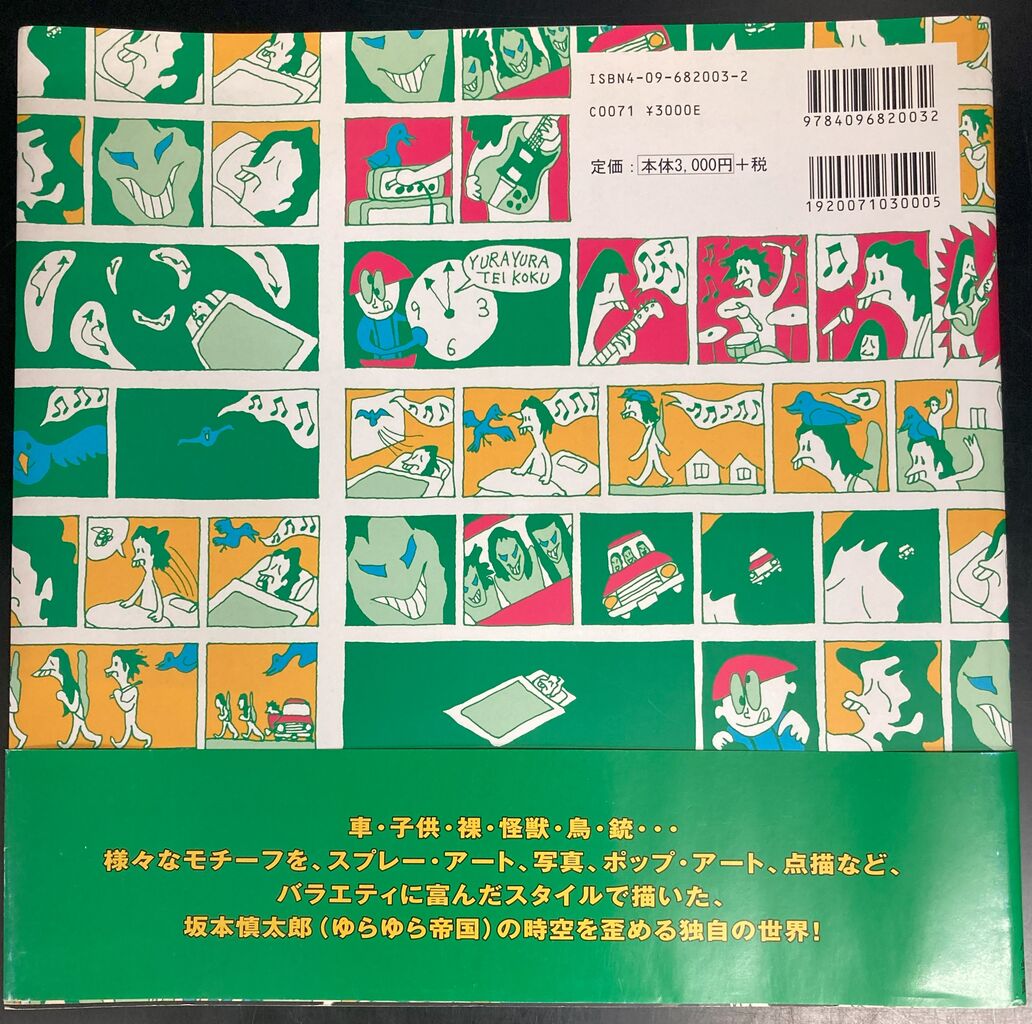 ISBN4-09-682003-2
C0071 ¥3000E
9784096820032
定価：本体3,000円＋税
1920071030005
YURAYURA
TEIKOKU
9
3
6
車・子供・裸・怪獣・鳥・銃・・・
様々なモチーフを、スプレー・アート、写真、ポップ・アート、点描など、
バラエティに富んだスタイルで描いた、
坂本慎太郎（ゆらゆら帝国）の時空を歪める独自の世界！